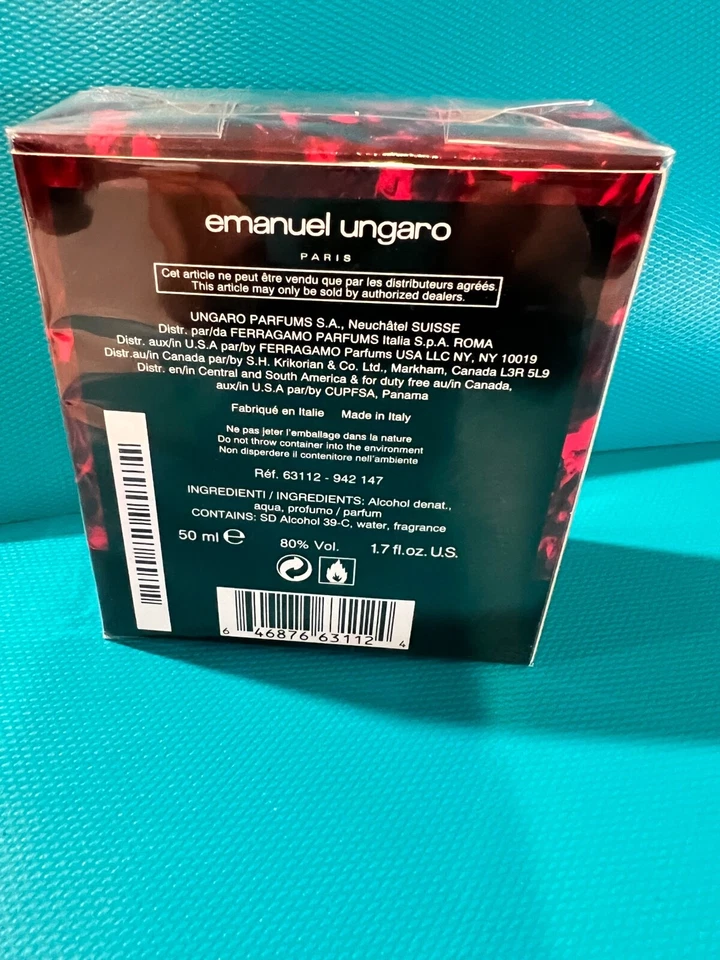 emanuel ungaro
PARIS
Cet article ne peut être vendu que par les distributeurs agréés.
This article may only be sold by authorized dealers.
UNGARO PARFUMS S.A., Neuchâtel SUISSE
Distr. par/da FERRAGAMO PARFUMS Italia S.p.A. ROMA
Distr. aux/in U.S.A par/by FERRAGAMO Parfums USA LLC NY, NY 10019
Distr.au/in Canada par/by S.H. Krikorian & Co. Ltd., Markham, Canada L3R 5L9
Distr. en/in Central and South America & for duty free au/in Canada,
aux/in U.S.A par/by CUPFSA, Panama
Fabriqué en Italie Made in Italy
Ne pas jeter l'emballage dans la nature
Do not throw container into the environment
Non disperdere il contenitore nell'ambiente
Réf. 63112 - 942 147
INGREDIENTI / INGREDIENTS: Alcohol denat.,
aqua, profumo / parfum
CONTAINS: SD Alcohol 39-C, water, fragrance
50 ml e 80% Vol. 1.7 fl.oz. U.S.
6 46876 63112 4